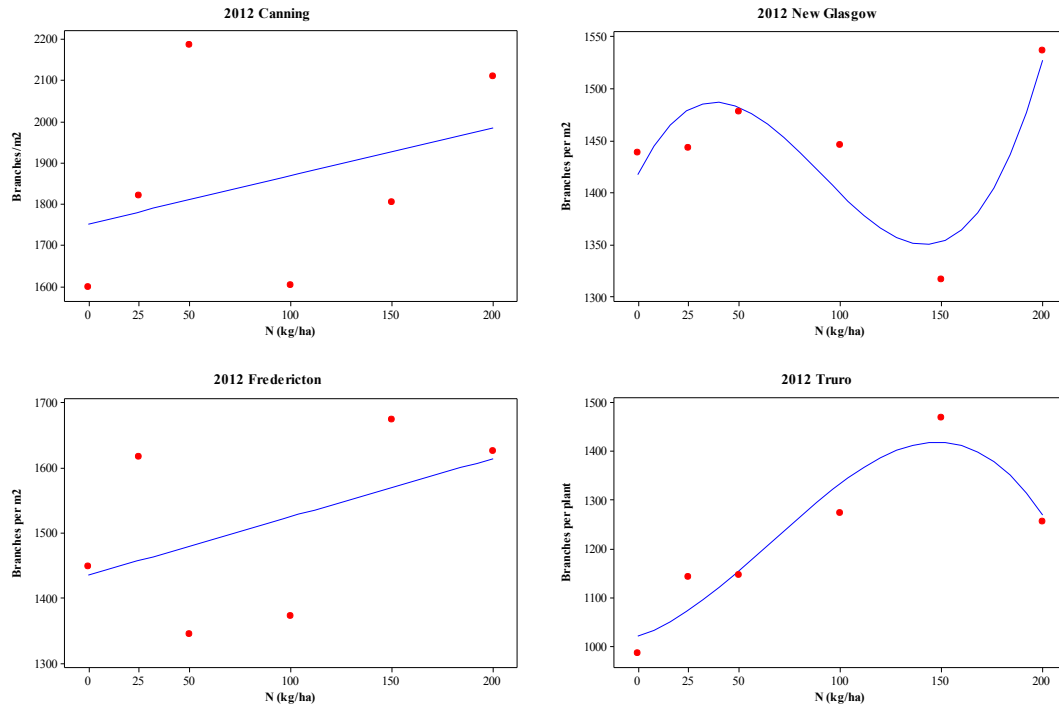 2012 Canning
2200
2100
2000
1900
1800
1700
1600
Branches/m2
0 25 50 100 150 200
N (kg/ha)
2012 New Glasgow
1550
1500
1450
1400
1350
1300
Branches per m2
0 25 50 100 150 200
N (kg/ha)
2012 Fredericton
1700
1600
1500
1400
1300
Branches per m2
0 25 50 100 150 200
N (kg/ha)
2012 Truro
1500
1400
1300
1200
1100
1000
Branches per plant
0 25 50 100 150 200
N (kg/ha)